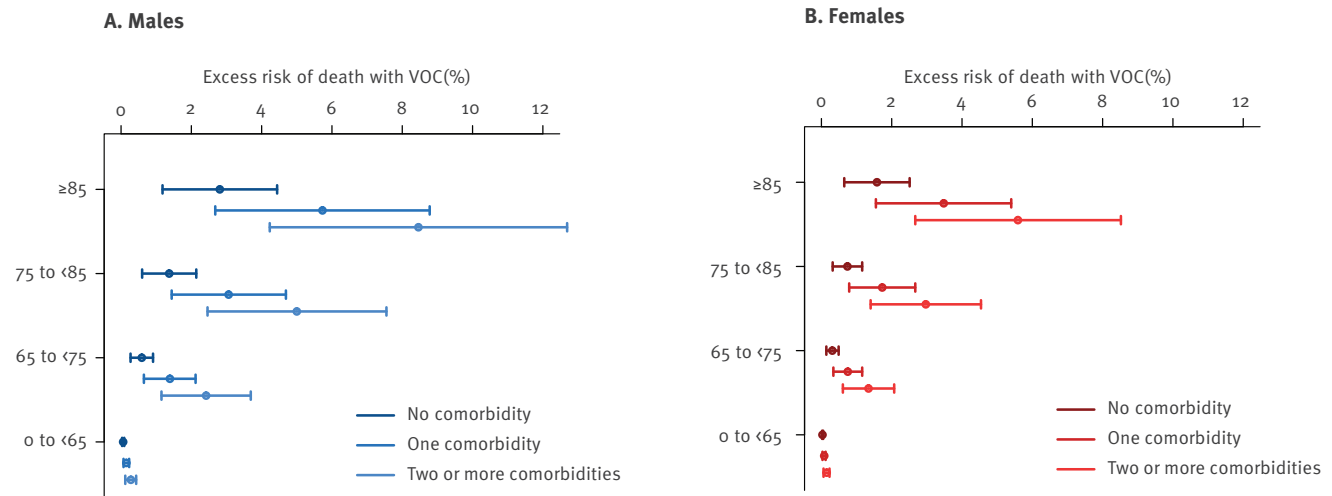 A. Males
Excess risk of death with VOC(%)
0 2 4 6 8 10 12
≥85
75 to <85
65 to <75
0 to <65
No comorbidity
One comorbidity
Two or more comorbidities
B. Females
Excess risk of death with VOC(%)
0 2 4 6 8 10 12
≥85
75 to <85
65 to <75
0 to <65
No comorbidity
One comorbidity
Two or more comorbidities